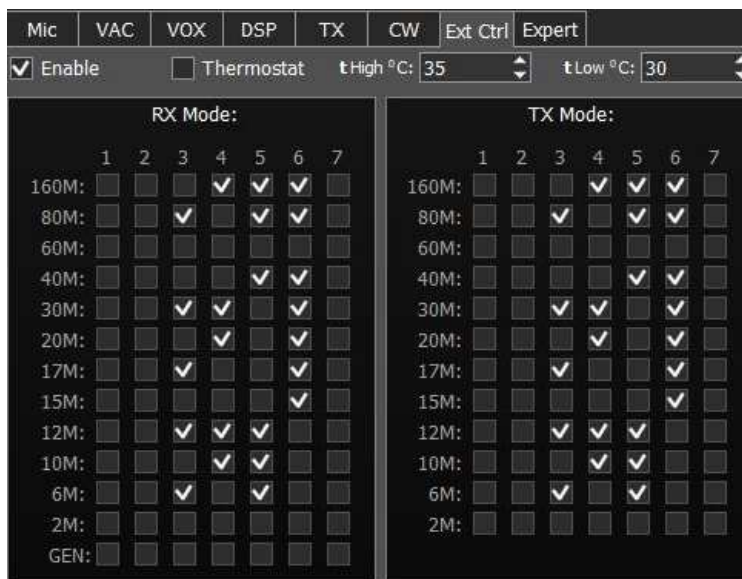 Mic VAC VOX DSP TX CW Ext Ctrl Expert
Enable Thermostat tHigh °C: 35 tLow °C: 30
RX Mode:
1 2 3 4 5 6 7
160M:
80M:
60M:
40M:
30M:
20M:
17M:
15M:
12M:
10M:
6M:
2M:
GEN:
TX Mode:
1 2 3 4 5 6 7
160M:
80M:
60M:
40M:
30M:
20M:
17M:
15M:
12M:
10M:
6M:
2M: